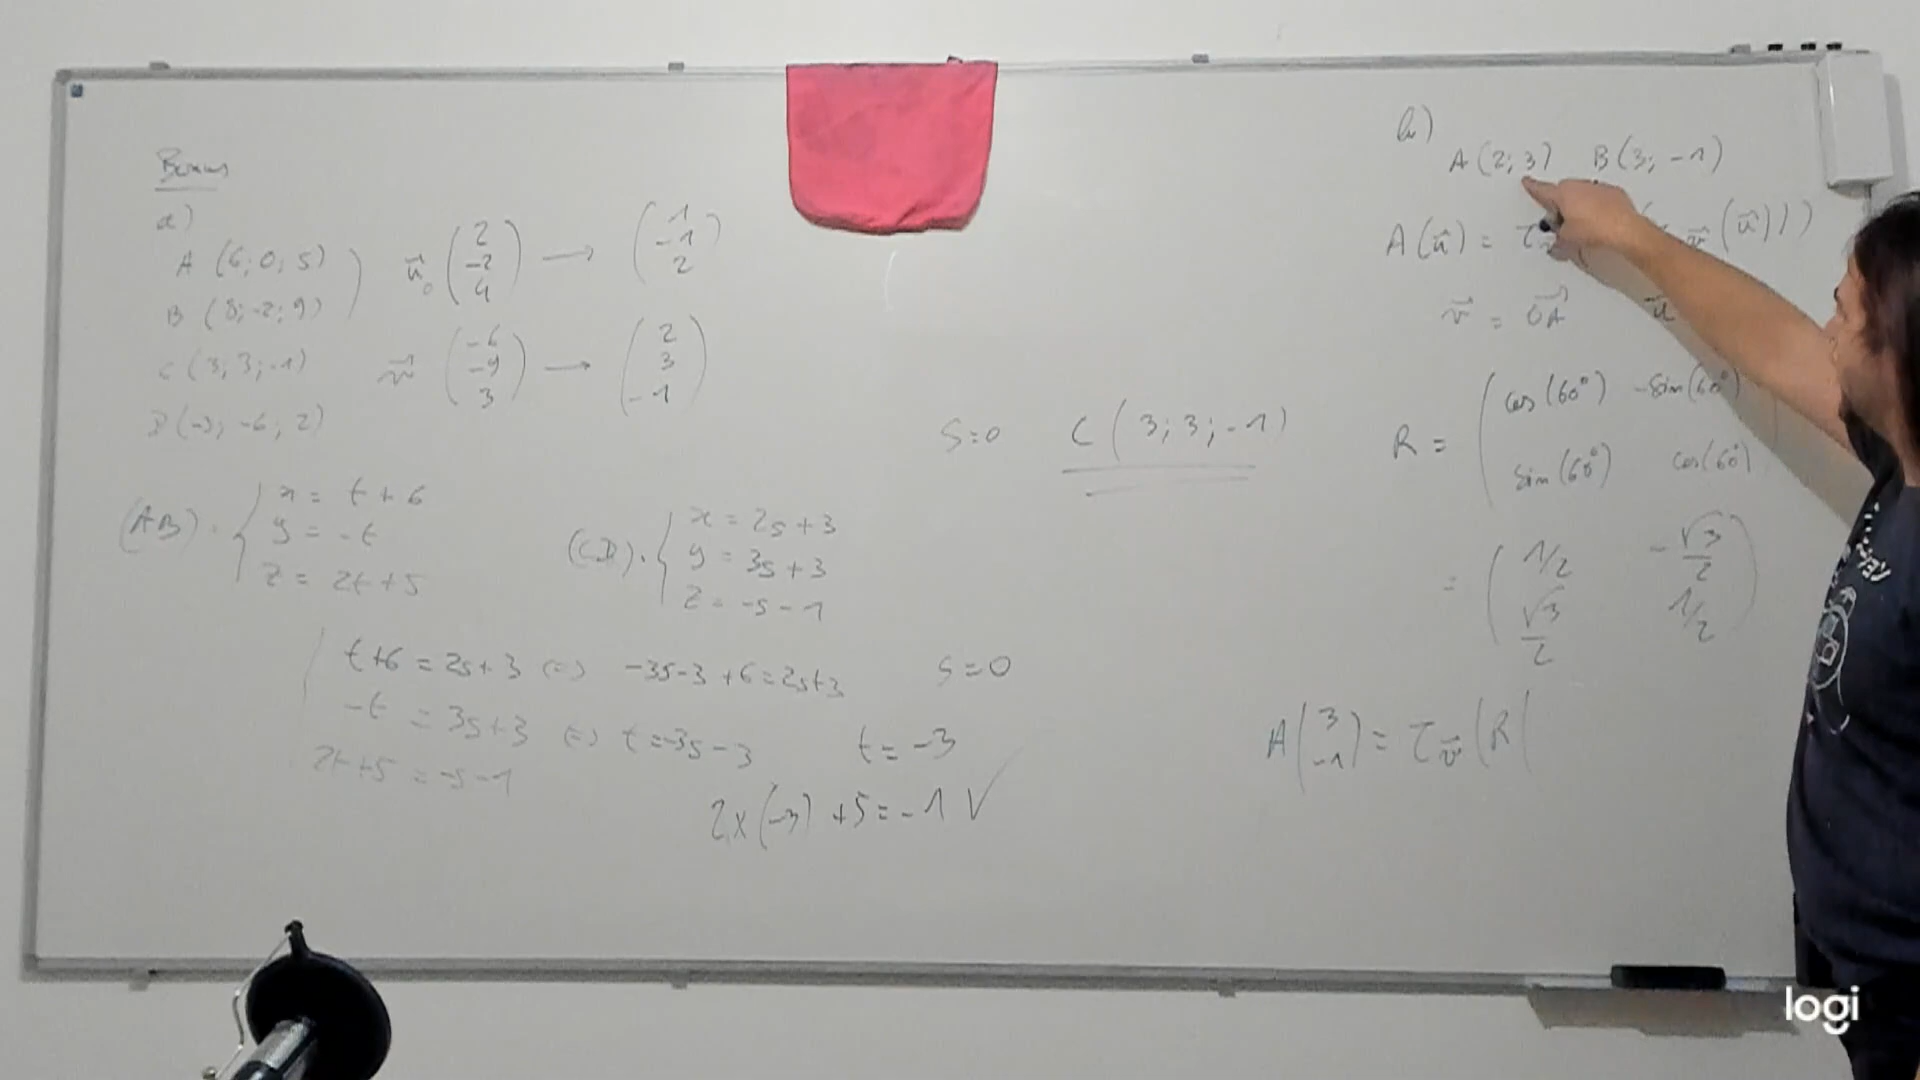 Bonus
a)
A (6; 0; 5)
B (8; -2; 9)
C (3; 3; -1)
D (-3; -6; 2)
u⃗₀ (2 -2 4) → (1 -1 2)
v⃗ (-6 -9 3) → (2 3 -1)
(AB): { x = t + 6
y = -t
z = 2t + 5
(CD): { x = 2s + 3
y = 3s + 3
z = -s - 1
t + 6 = 2s + 3 (=) -3s - 3 + 6 = 2s + 3 s = 0
-t = 3s + 3 (=) t = -3s - 3 t = -3
2t + 5 = -s - 1
2 x (-3) + 5 = -1 V
s = 0 C (3; 3; -1)
b)
A (2; 3) B (3; -1)
A (u⃗) = τ (u⃗)))
v⃗ = OA⃗ u⃗
R = ( cos (60°) -sin (60°)
sin (60°) cos (60°)
= ( 1/2 -√3/2
√3/2 1/2 )
A (3 -1) = τv⃗ (R (
logi